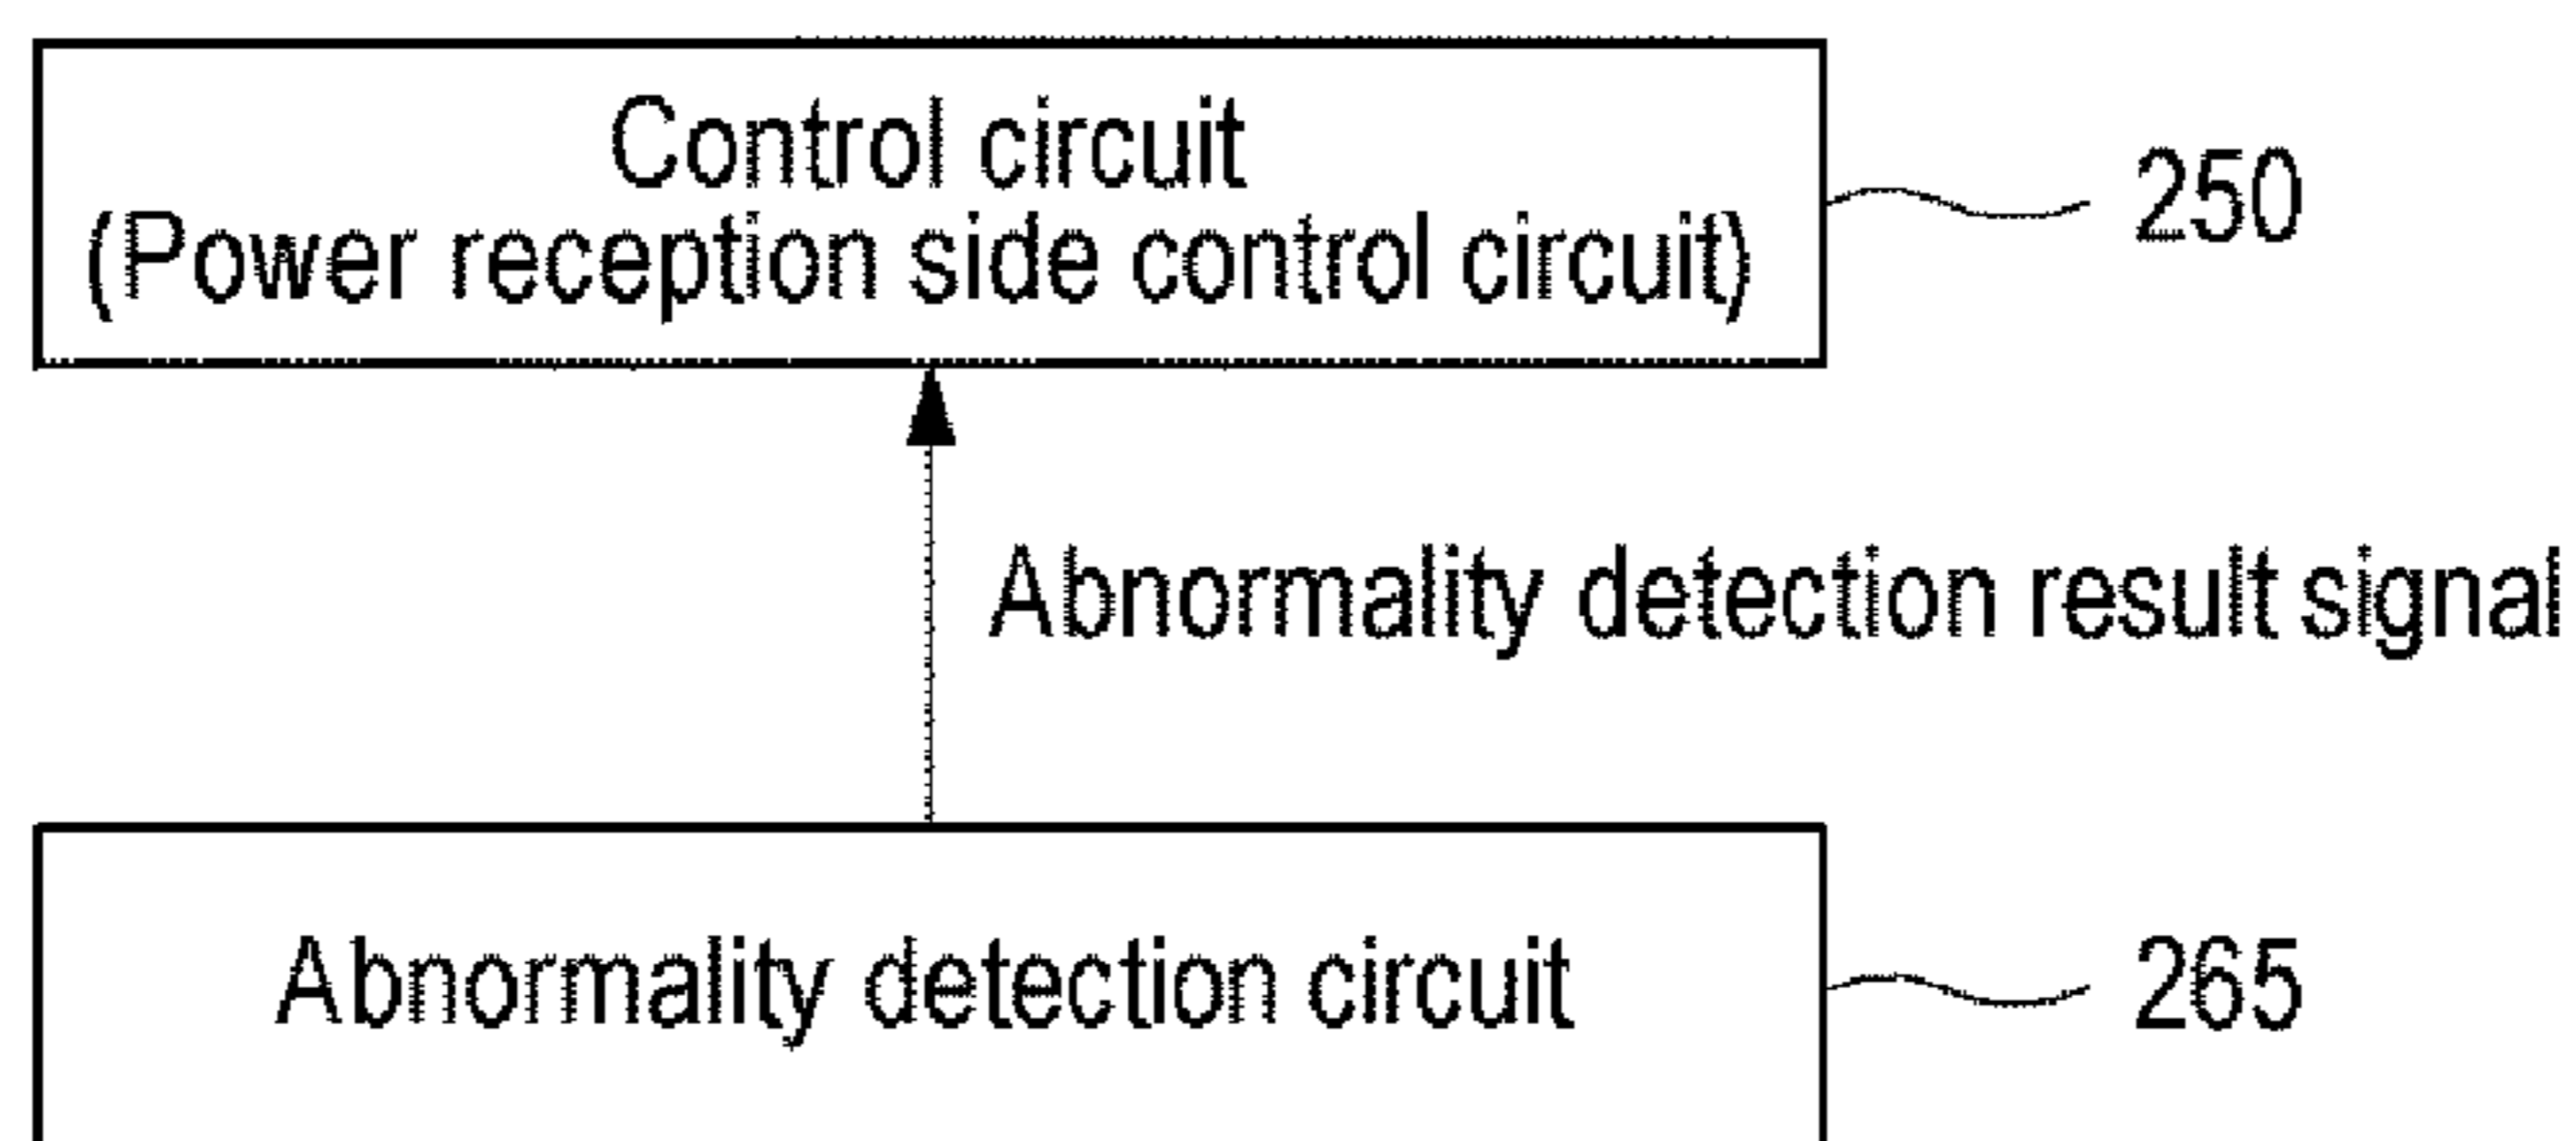 Control circuit
(Power reception side control circuit)
250
Abnormality detection result signal
Abnormality detection circuit
265